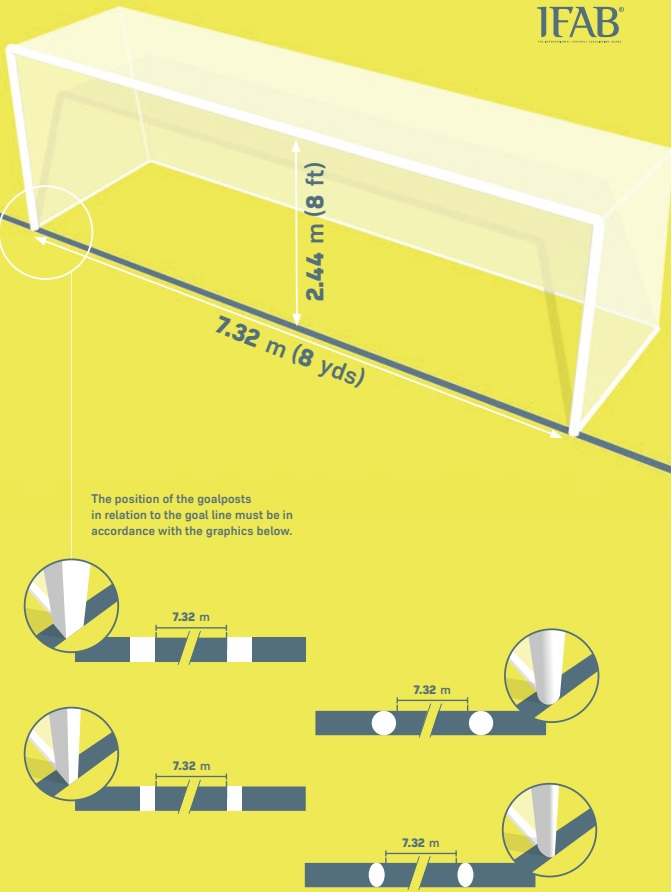 IFAB®
2.44 m (8 ft)
7.32 m (8 yds)
The position of the goalposts
in relation to the goal line must be in
accordance with the graphics below.
7.32 m
7.32 m
7.32 m
7.32 m